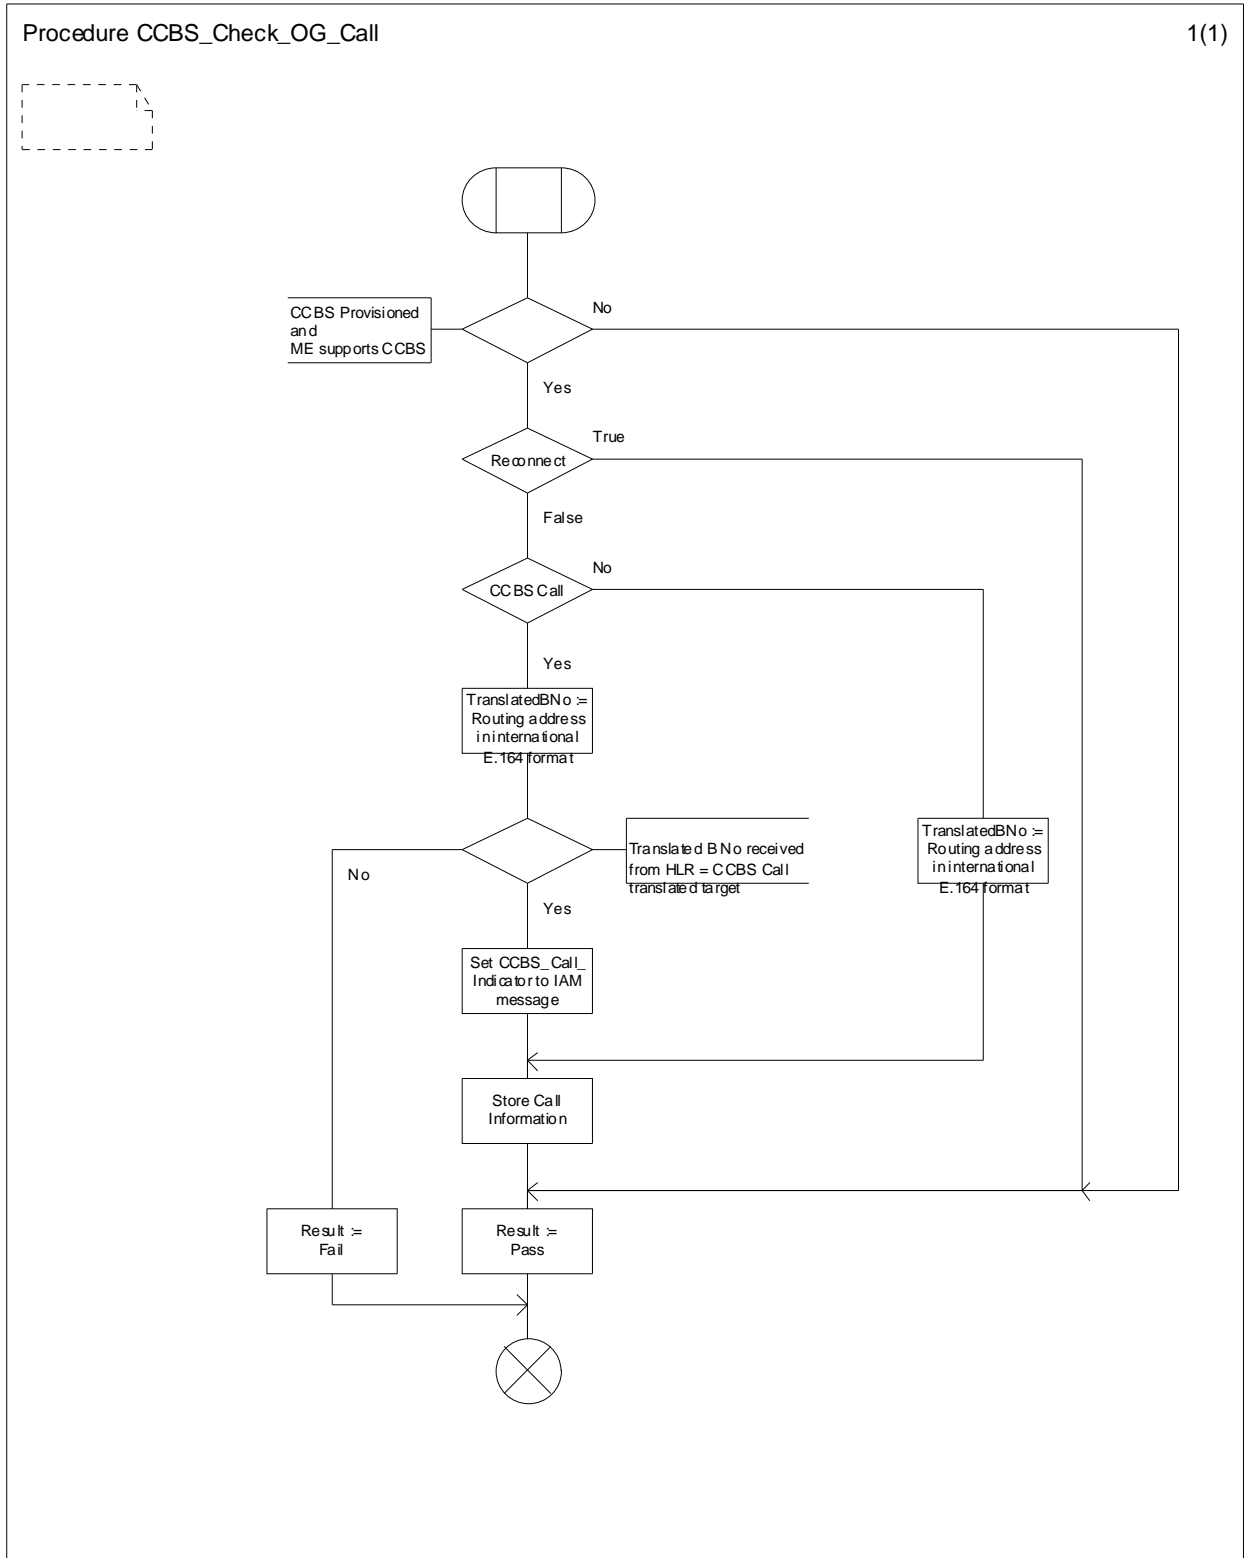 Procedure CCBS_Check_OG_Call
1(1)
CCBS Provisioned
and
ME supports CCBS
No
Yes
Reconnect
True
False
CCBS Call
No
Yes
TranslatedBNo :=
Routing address
in international
E.164 format
Translated B No received
from HLR = CCBS Call
translated target
TranslatedBNo :=
Routing address
in international
E.164 format
No
Yes
Set CCBS_Call_
Indicator to IAM
message
Store Call
Information
Result :=
Fail
Result :=
Pass